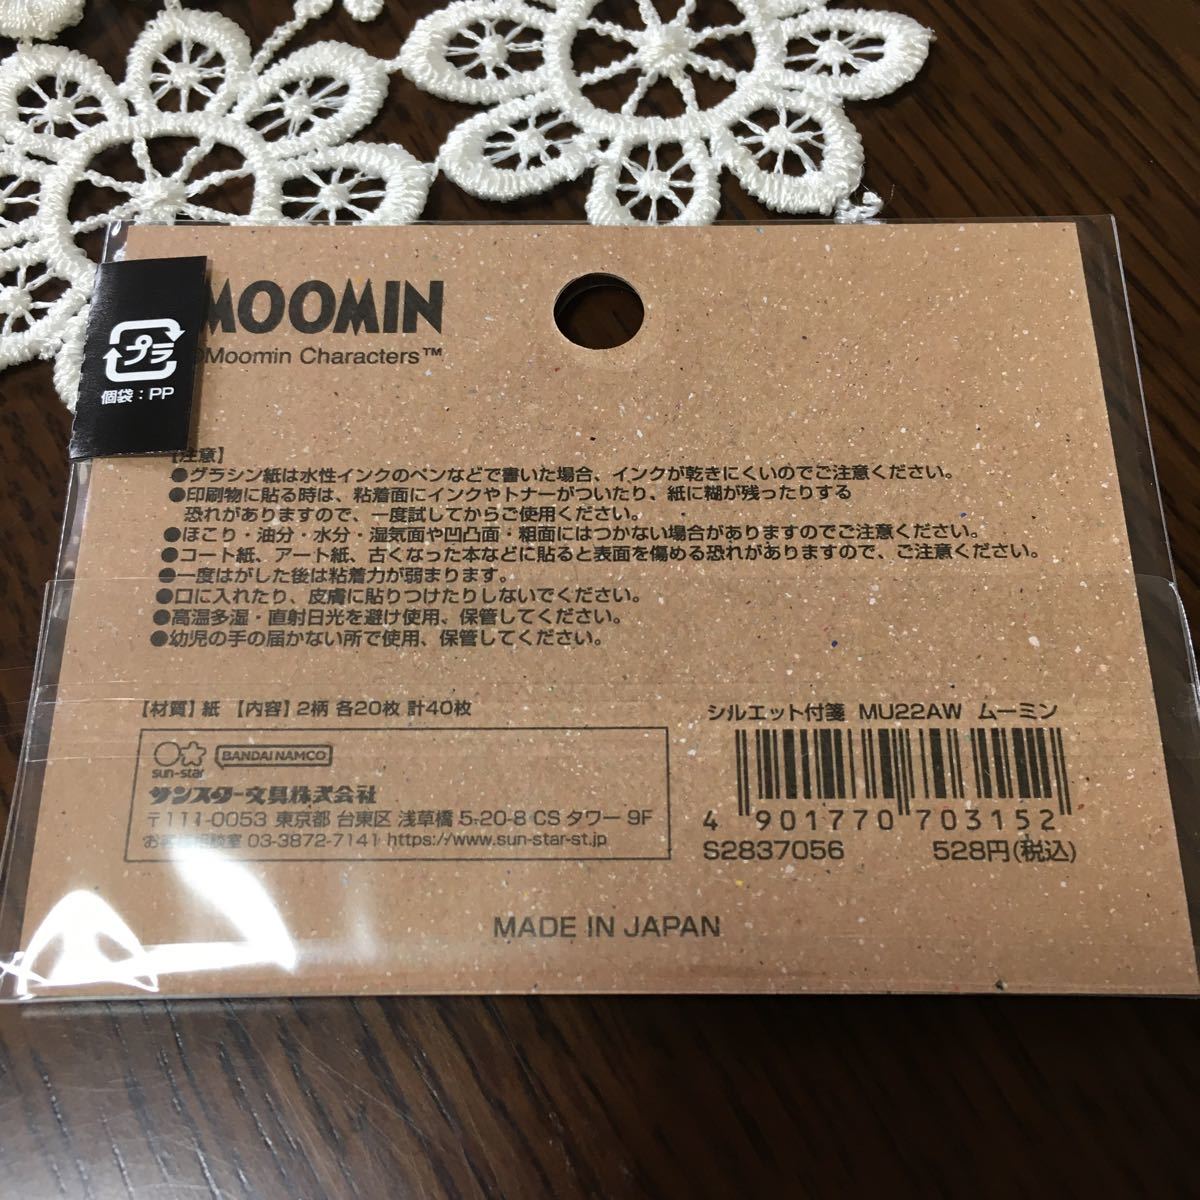 MOOMIN
©Moomin Characters™
プラ
個袋：PP
【注意】
●グラシン紙は水性インクのペンなどで書いた場合、インクが乾きにくいのでご注意ください。
●印刷物に貼る時は、粘着面にインクやトナーがついたり、紙に糊が残ったりする
恐れがありますので、一度試してからご使用ください。
●ほこり・油分・水分・湿気面や凹凸面・粗面にはつかない場合がありますのでご注意ください。
●コート紙、アート紙、古くなった本などに貼ると表面を傷める恐れがありますので、ご注意ください。
●一度はがした後は粘着力が弱まります。
●口に入れたり、皮膚に貼りつけたりしないでください。
●高温多湿・直射日光を避け使用、保管してください。
●幼児の手の届かない所で使用、保管してください。
【材質】紙 【内容】2柄 各20枚 計40枚
sun-star BANDAI NAMCO
サンスター文具株式会社
〒111-0053 東京都 台東区 浅草橋 5-20-8 CS タワー 9F
お客様相談室 03-3872-7141 https://www.sun-star-st.jp
シルエット付箋 MU22AW ムーミン
4 901770 703152
S2837056 528円(税込)
MADE IN JAPAN